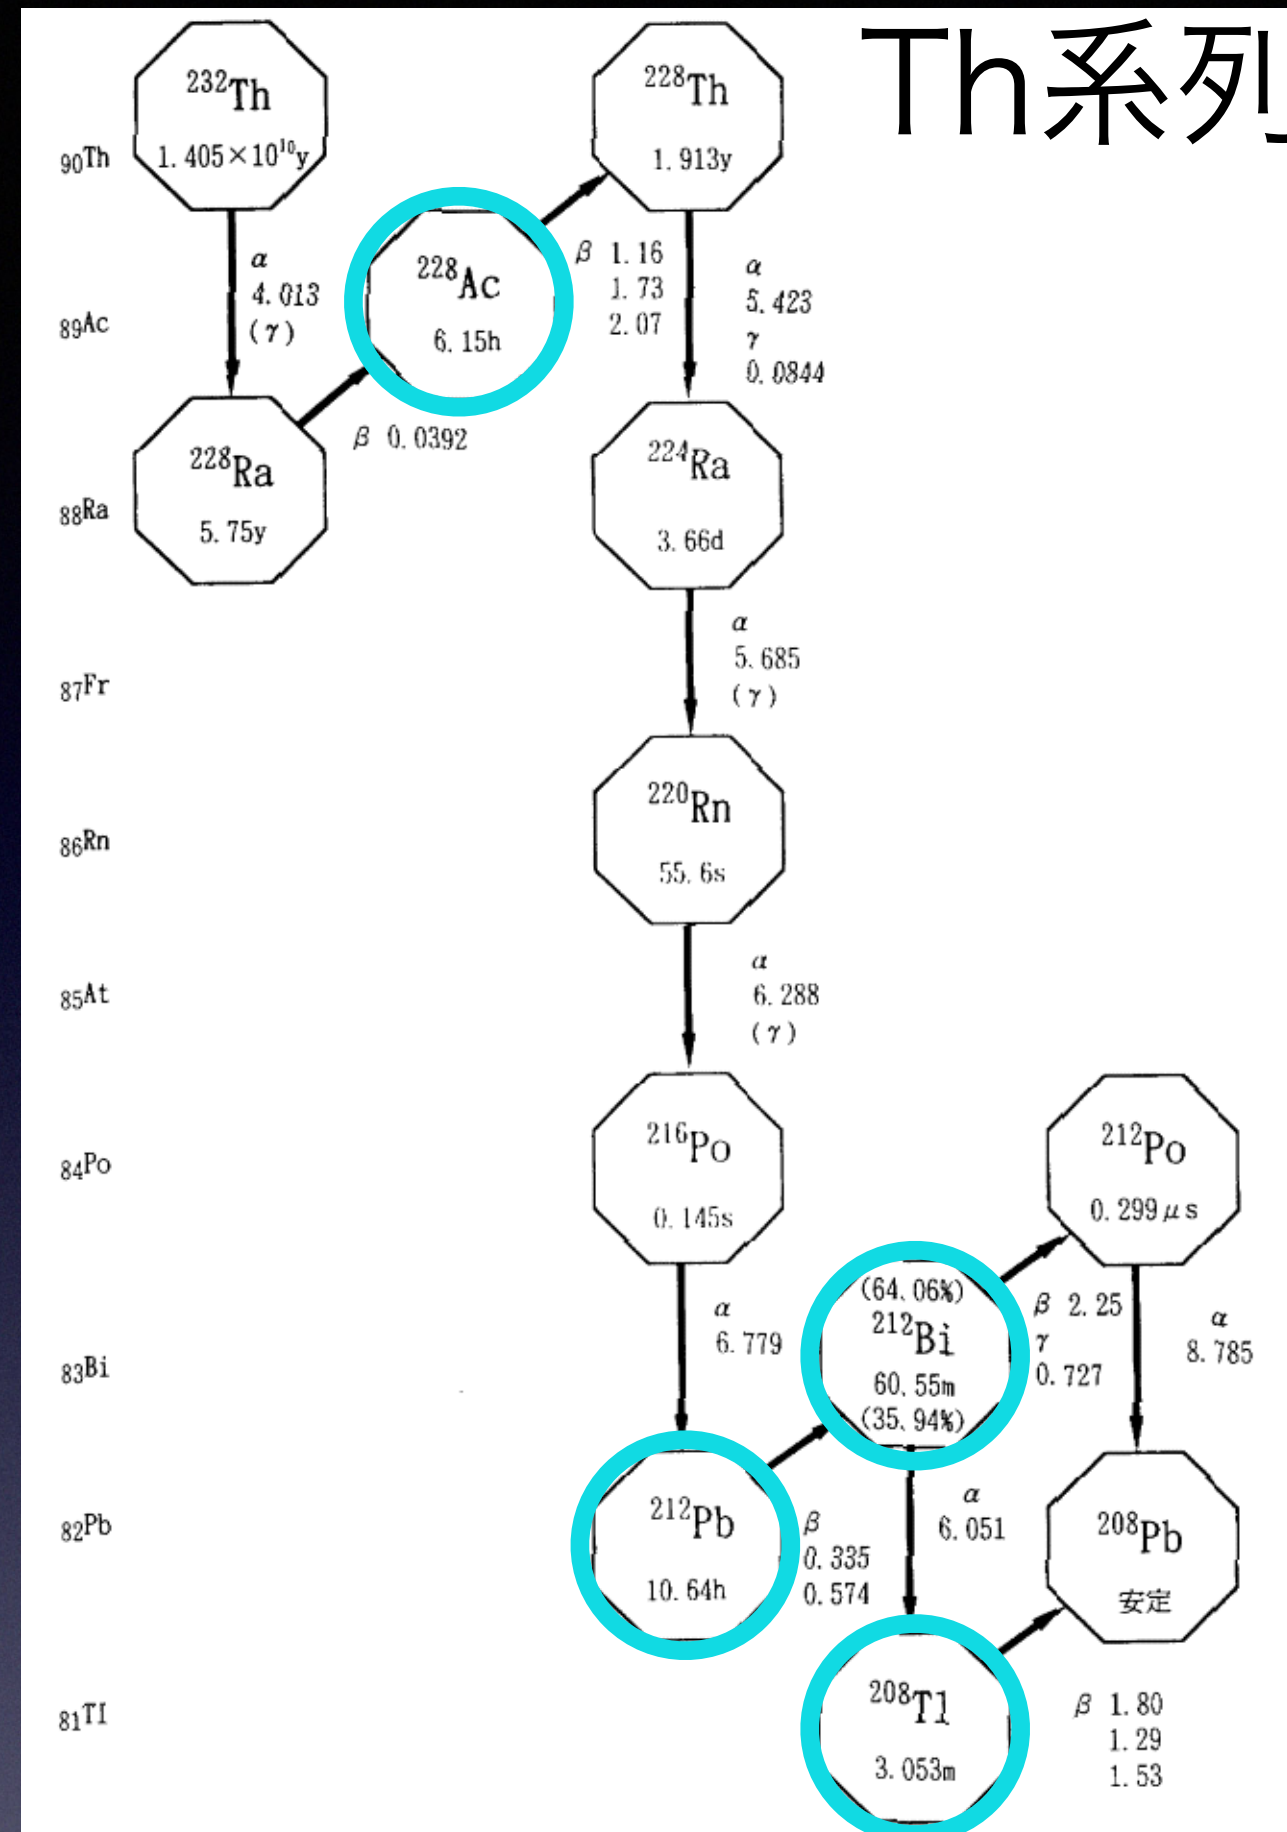 Th系列
²³²Th
1.405×10¹⁰y
²²⁸Th
1.913y
₉₀Th
α
4.013
(γ)
²²⁸Ac
6.15h
β 1.16
1.73
2.07
α
5.423
γ
0.0844
₈₉Ac
β 0.0392
²²⁸Ra
5.75y
²²⁴Ra
3.66d
₈₈Ra
α
5.685
(γ)
₈₇Fr
²²⁰Rn
55.6s
₈₆Rn
α
6.288
(γ)
₈₅At
²¹⁶Po
0.145s
²¹²Po
0.299μs
₈₄Po
α
6.779
(64.06%)
²¹²Bi
60.55m
(35.94%)
β 2.25
γ
0.727
α
8.785
₈₃Bi
²¹²Pb
10.64h
β
0.335
0.574
α
6.051
²⁰⁸Pb
安定
₈₂Pb
²⁰⁸Tl
3.053m
β 1.80
1.29
1.53
₈₁Tl